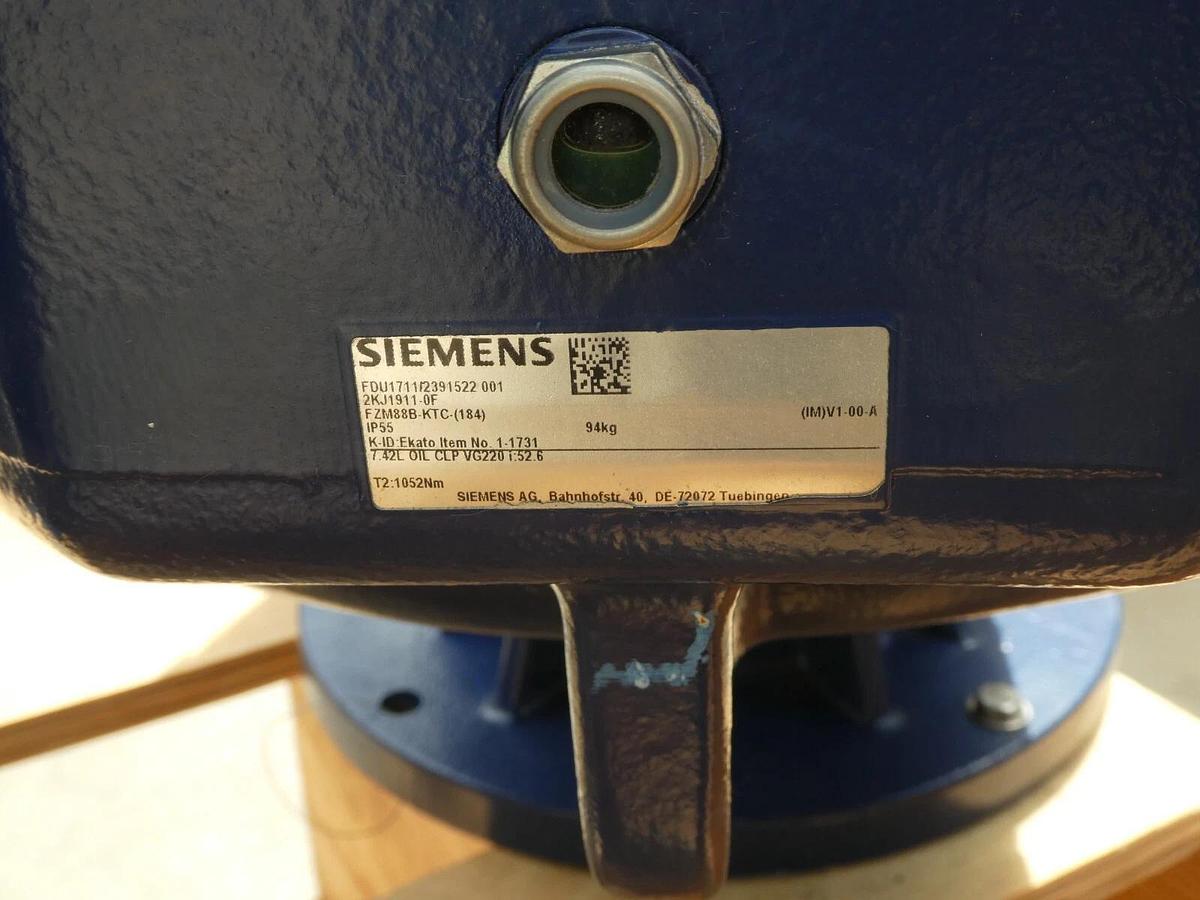 SIEMENS
FDU1711/2391522 001
2KJ1911-0F
FZM88B-KTC-(184) (IM)V1-00-A
IP55 94kg
K-ID:Ekato Item No. 1-1731
7.42L OIL CLP VG220 i:52.6
T2:1052Nm
SIEMENS AG, Bahnhofstr. 40, DE-72072 Tuebingen